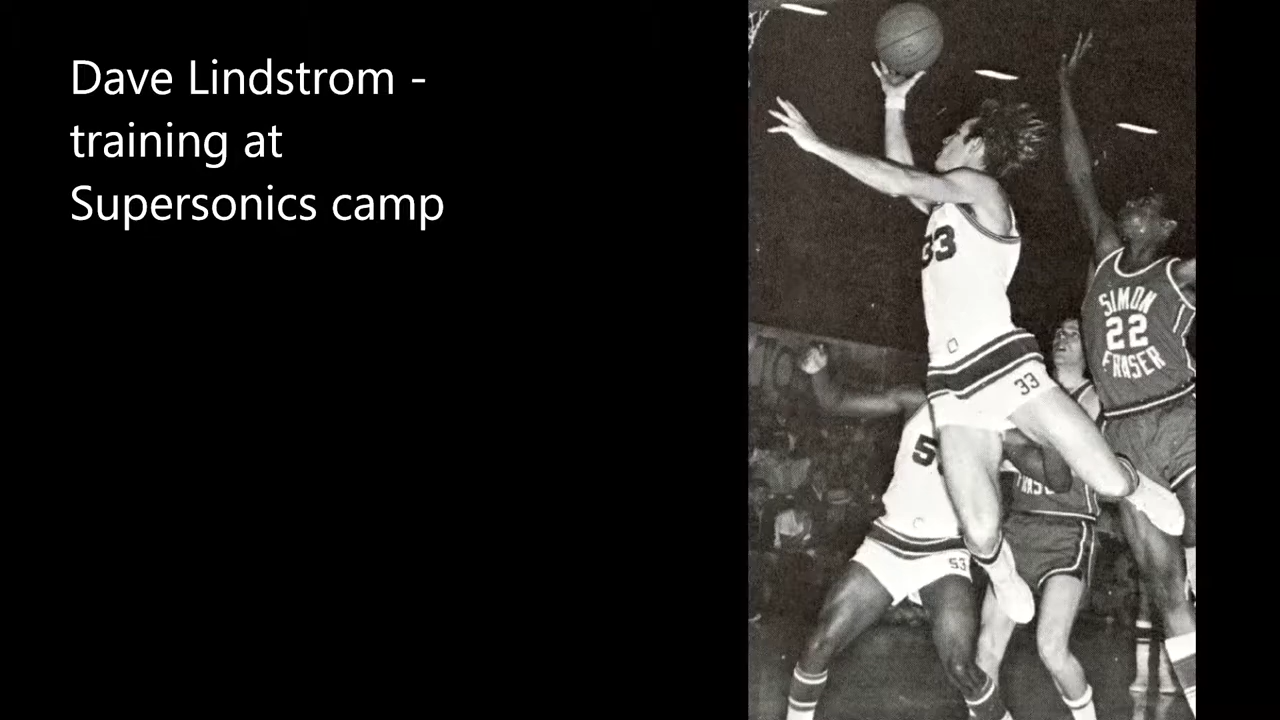 Dave Lindstrom -
training at
Supersonics camp
33
SIMON
22
FRASER
33
53